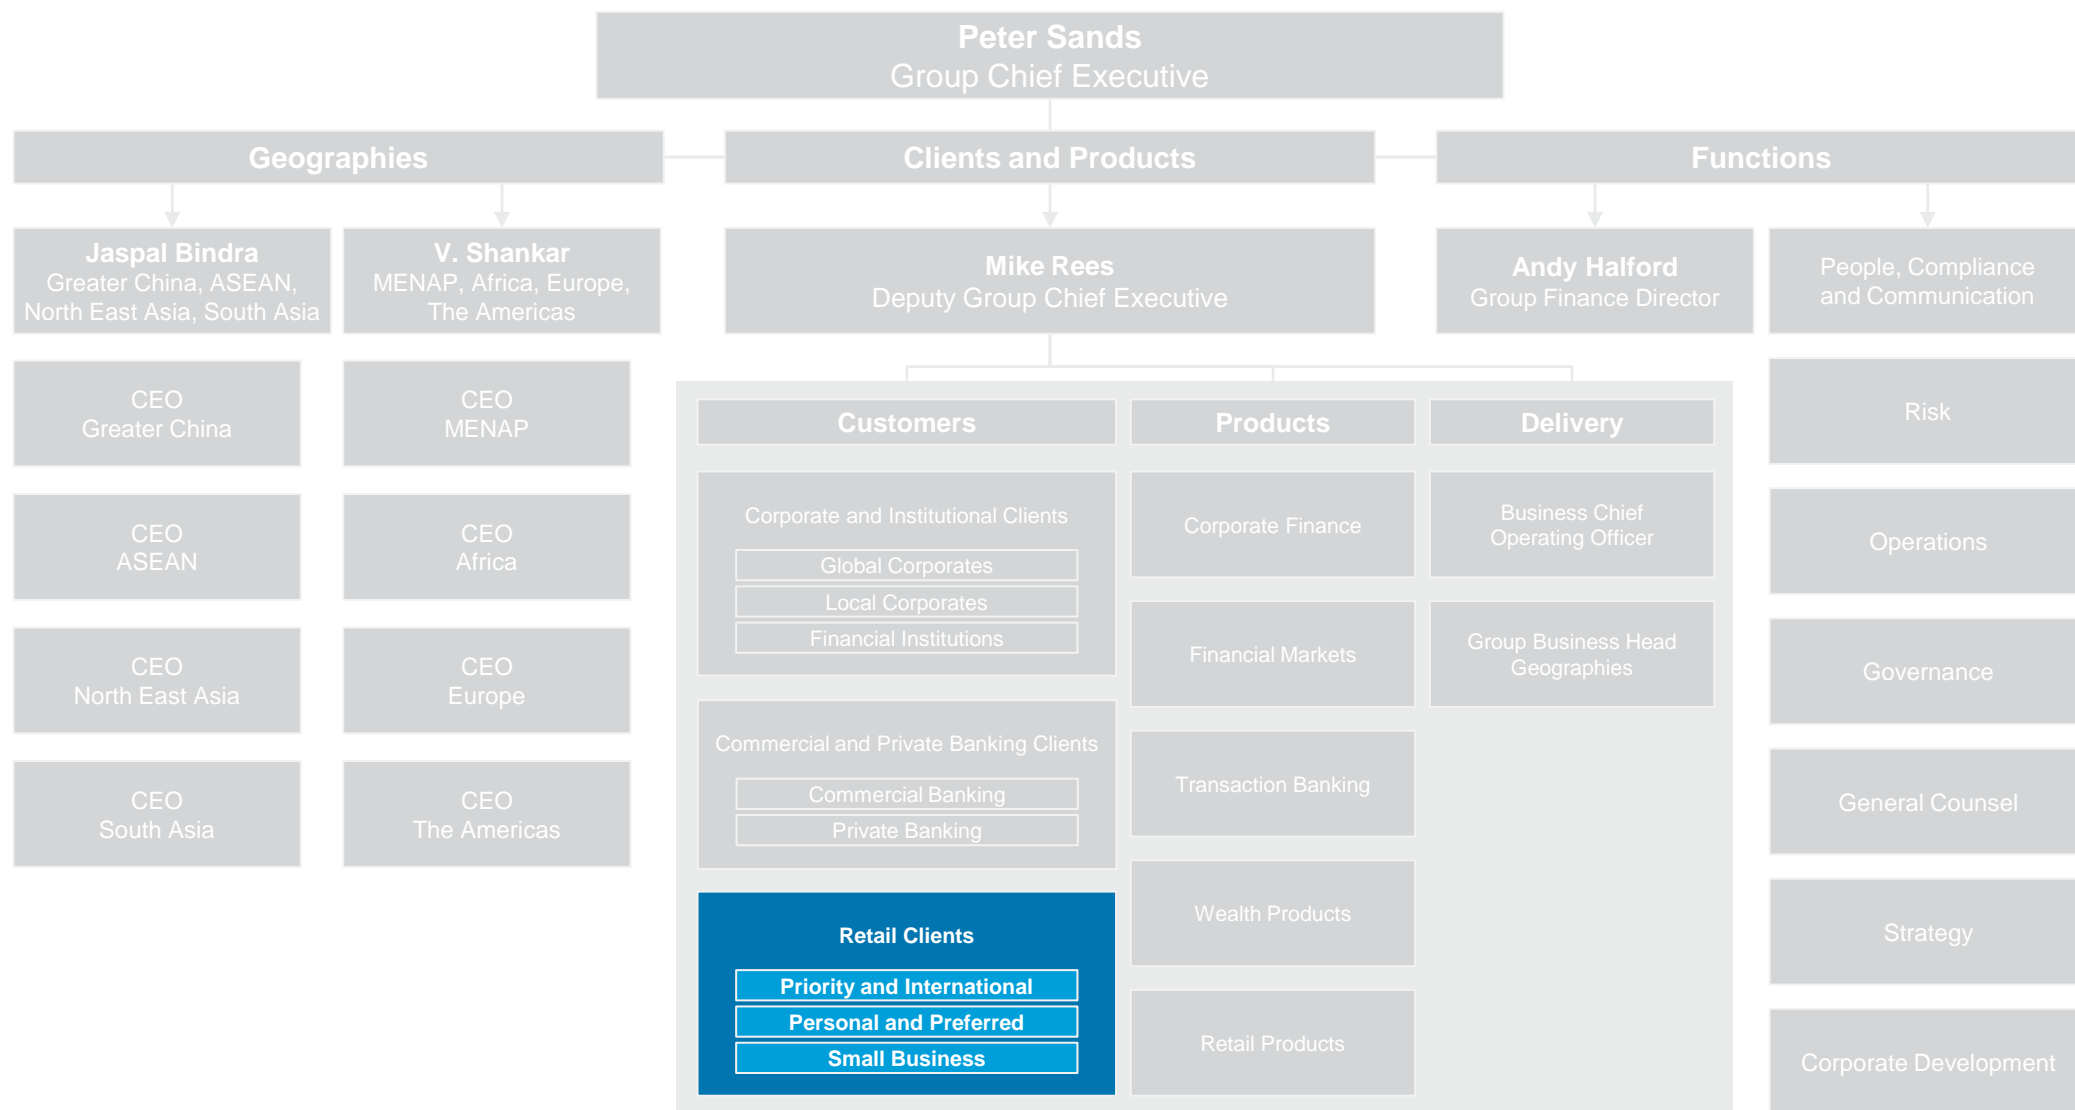 Peter Sands
Group Chief Executive
Geographies
Clients and Products
Functions
Jaspal Bindra
Greater China, ASEAN,
North East Asia, South Asia
V. Shankar
MENAP, Africa, Europe,
The Americas
Mike Rees
Deputy Group Chief Executive
Andy Halford
Group Finance Director
People, Compliance
and Communication
CEO
Greater China
CEO
ASEAN
CEO
North East Asia
CEO
South Asia
CEO
MENAP
CEO
Africa
CEO
Europe
CEO
The Americas
Customers
Corporate and Institutional Clients
Global Corporates
Local Corporates
Financial Institutions
Commercial and Private Banking Clients
Commercial Banking
Private Banking
Retail Clients
Priority and International
Personal and Preferred
Small Business
Products
Corporate Finance
Financial Markets
Transaction Banking
Wealth Products
Retail Products
Delivery
Business Chief
Operating Officer
Group Business Head
Geographies
Risk
Operations
Governance
General Counsel
Strategy
Corporate Development